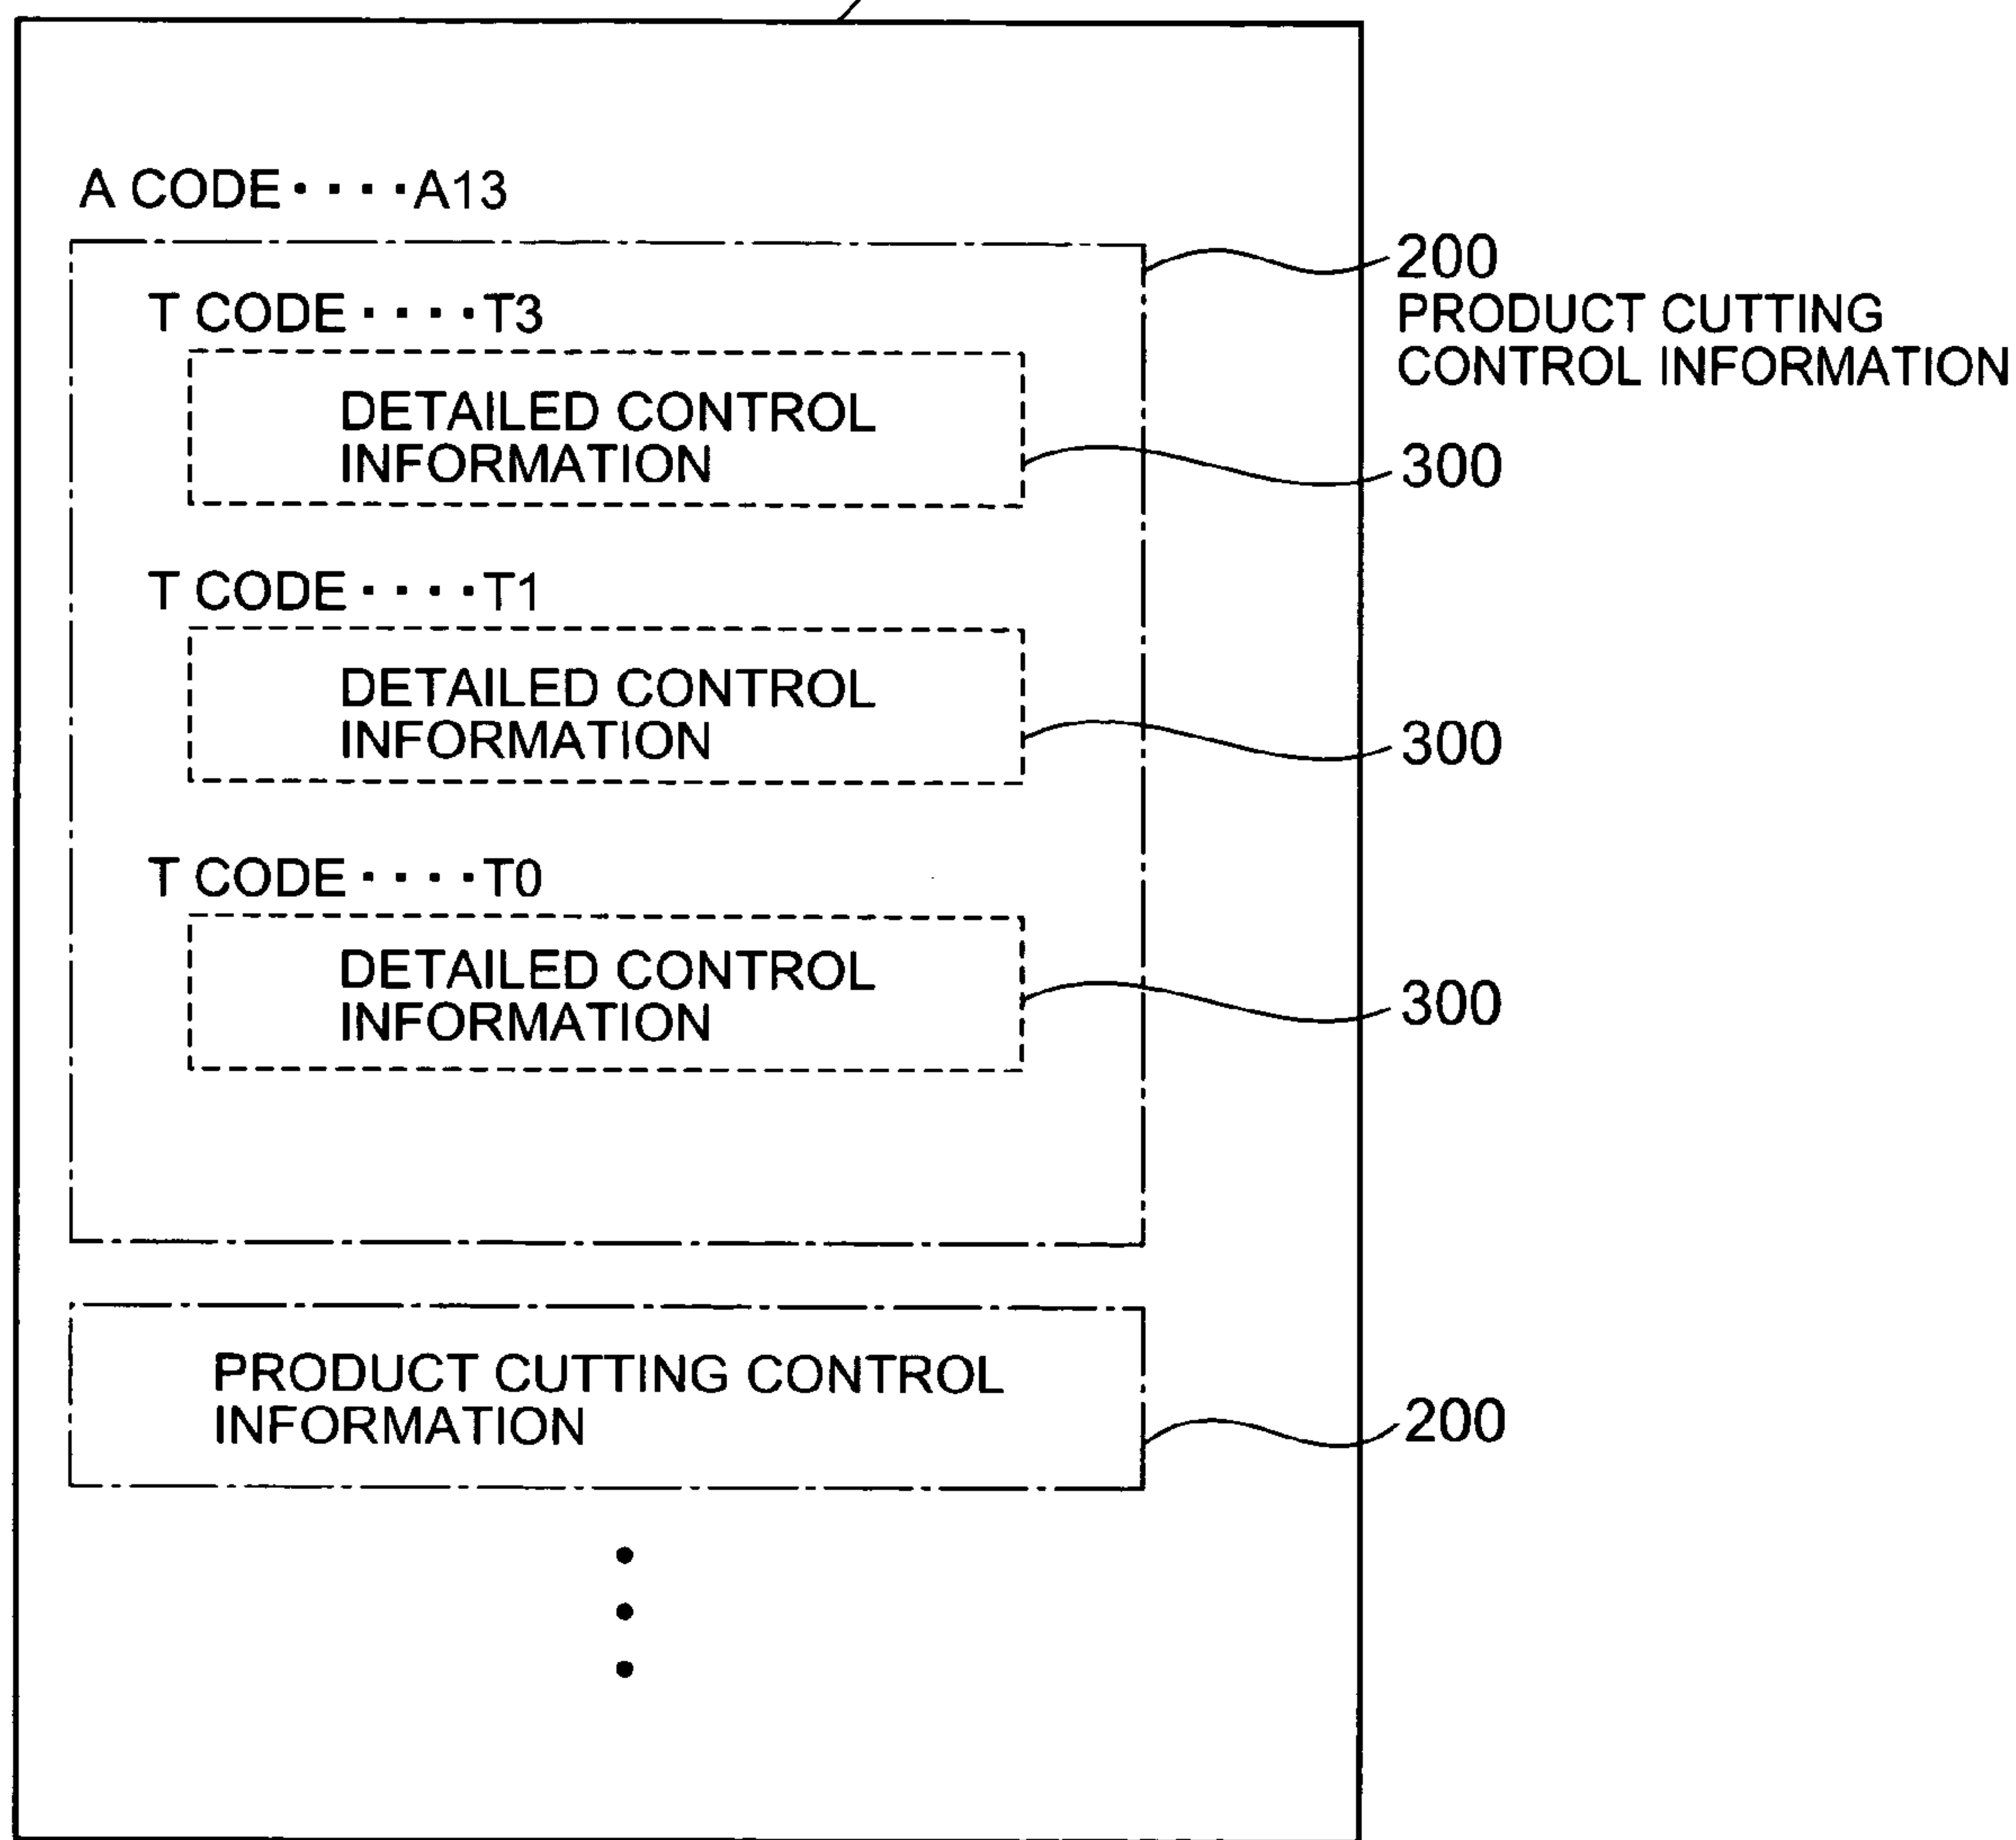 A CODE ・・・・A13
200
PRODUCT CUTTING
CONTROL INFORMATION
T CODE ・・・・T3
DETAILED CONTROL
INFORMATION
300
T CODE ・・・・T1
DETAILED CONTROL
INFORMATION
300
T CODE ・・・・T0
DETAILED CONTROL
INFORMATION
300
PRODUCT CUTTING CONTROL
INFORMATION
200